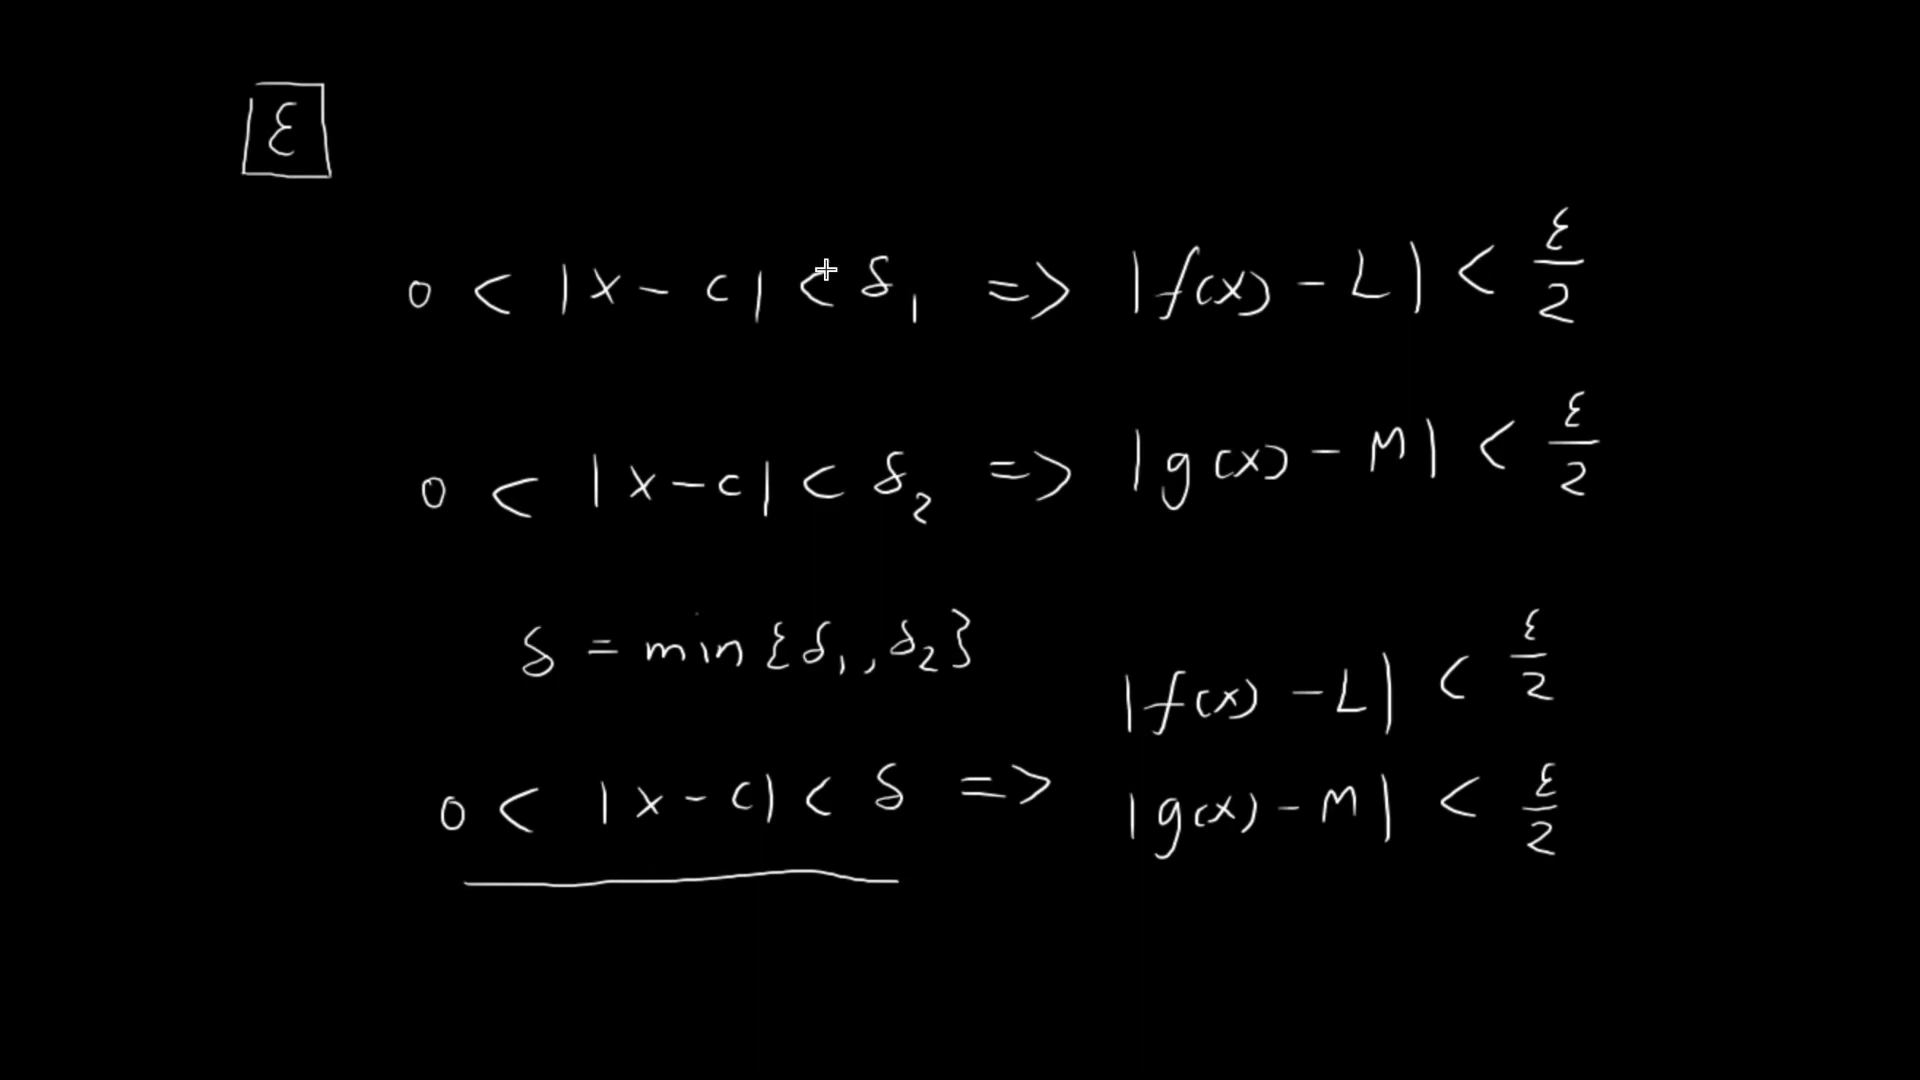 ε
0 < |x - c| < δ₁ => |f(x) - L| < ε/2
0 < |x - c| < δ₂ => |g(x) - M| < ε/2
δ = min{δ₁, δ₂}
|f(x) - L| < ε/2
0 < |x - c| < δ => |g(x) - M| < ε/2